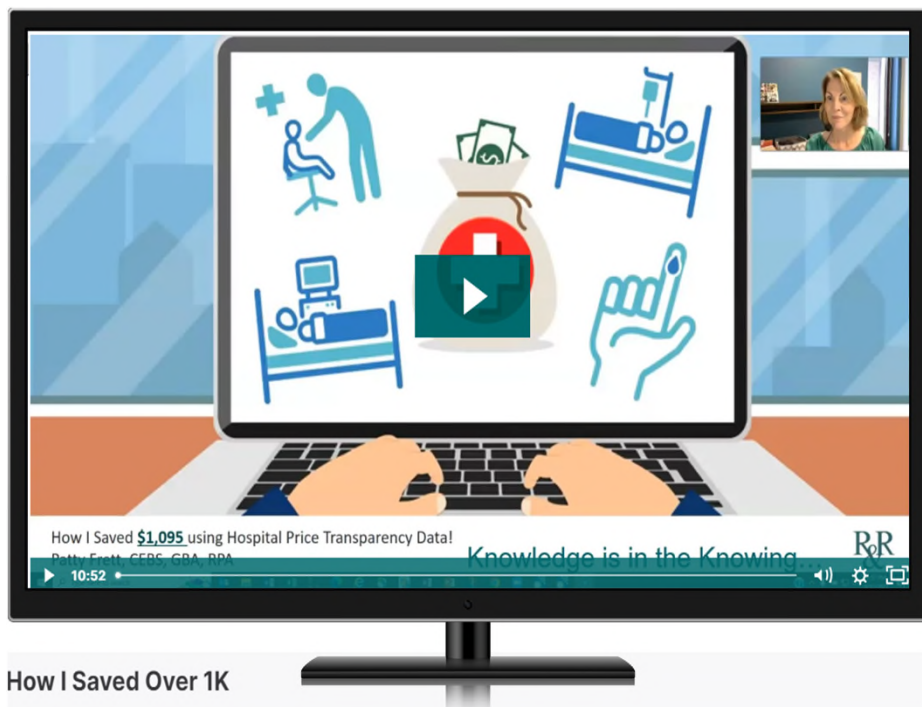 How I Saved $1,095 using Hospital Price Transparency Data!
Patty Frett, CEBS, GBA, RPA
Knowledge is in the Knowing...
R&R
10:52
How I Saved Over 1K